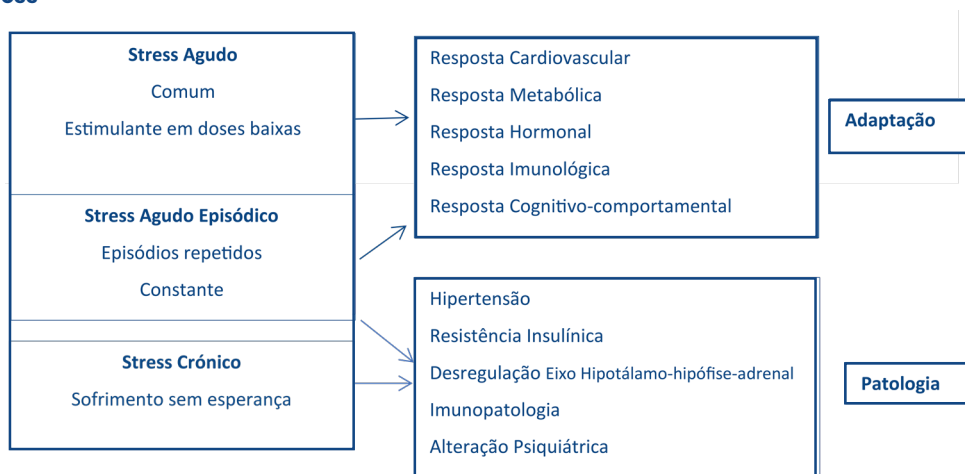 Stress Agudo
Comum
Estimulante em doses baixas
Stress Agudo Episódico
Episódios repetidos
Constante
Stress Crónico
Sofrimento sem esperança
Resposta Cardiovascular
Resposta Metabólica
Resposta Hormonal
Resposta Imunológica
Resposta Cognitivo-comportamental
Adaptação
Hipertensão
Resistência Insulínica
Desregulação Eixo Hipotálamo-hipófise-adrenal
Imunopatologia
Alteração Psiquiátrica
Patologia